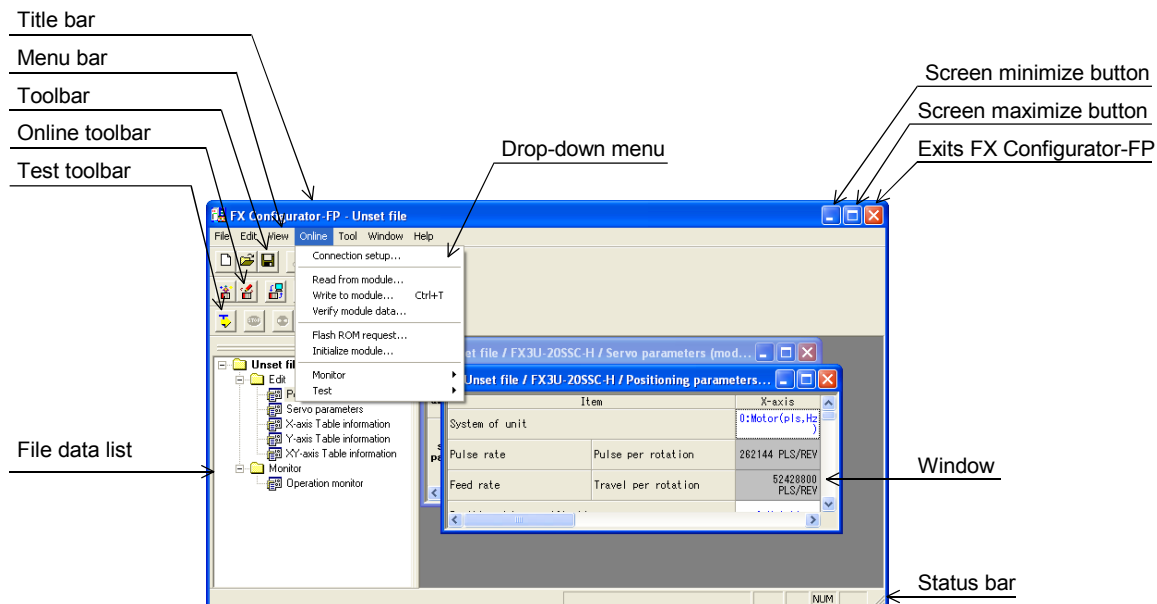 Title bar
Menu bar
Toolbar
Online toolbar
Test toolbar
Drop-down menu
Screen minimize button
Screen maximize button
Exits FX Configurator-FP
FX Configurator-FP - Unset file
File Edit View Online Tool Window Help
Connection setup...
Read from module...
Write to module... Ctrl+T
Verify module data...
Flash ROM request...
Initialize module...
Monitor
Test
Unset fil
Edit
Servo parameters
X-axis Table information
Y-axis Table information
XY-axis Table information
Monitor
Operation monitor
et file / FX3U-20SSC-H / Servo parameters (mod...
Unset file / FX3U-20SSC-H / Positioning parameters...
Item X-axis
System of unit 0:Motor(pls,Hz
)
Pulse rate Pulse per rotation 262144 PLS/REV
Feed rate Travel per rotation 52428800
PLS/REV
File data list
Window
Status bar
NUM